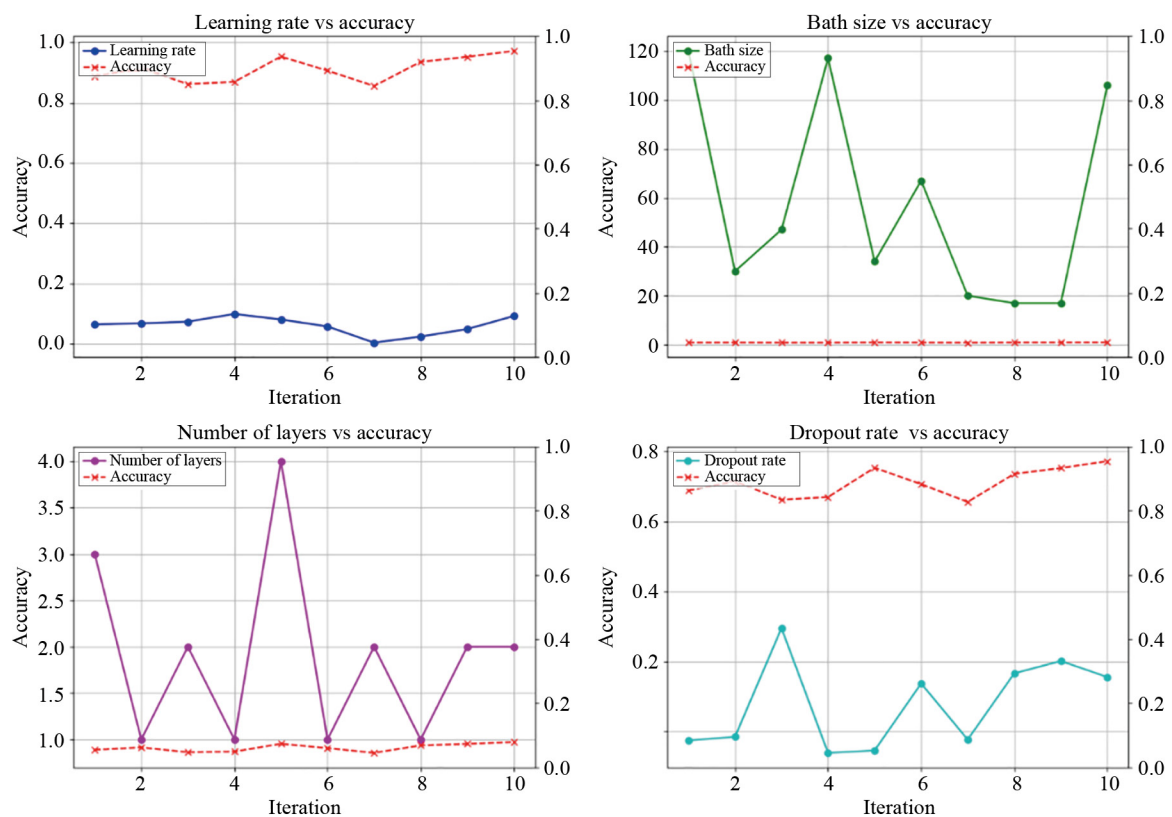 Learning rate vs accuracy
Learning rate
Accuracy
1.0
0.8
0.6
0.4
0.2
0.0
Accuracy
1.0
0.8
0.6
0.4
0.2
0.0
2 4 6 8 10
Iteration
Bath size vs accuracy
Bath size
Accuracy
120
100
80
60
40
20
0
Accuracy
1.0
0.8
0.6
0.4
0.2
0.0
2 4 6 8 10
Iteration
Number of layers vs accuracy
Number of layers
Accuracy
4.0
3.5
3.0
2.5
2.0
1.5
1.0
Accuracy
1.0
0.8
0.6
0.4
0.2
0.0
2 4 6 8 10
Iteration
Dropout rate vs accuracy
Dropout rate
Accuracy
0.8
0.6
0.4
0.2
Accuracy
1.0
0.8
0.6
0.4
0.2
0.0
2 4 6 8 10
Iteration